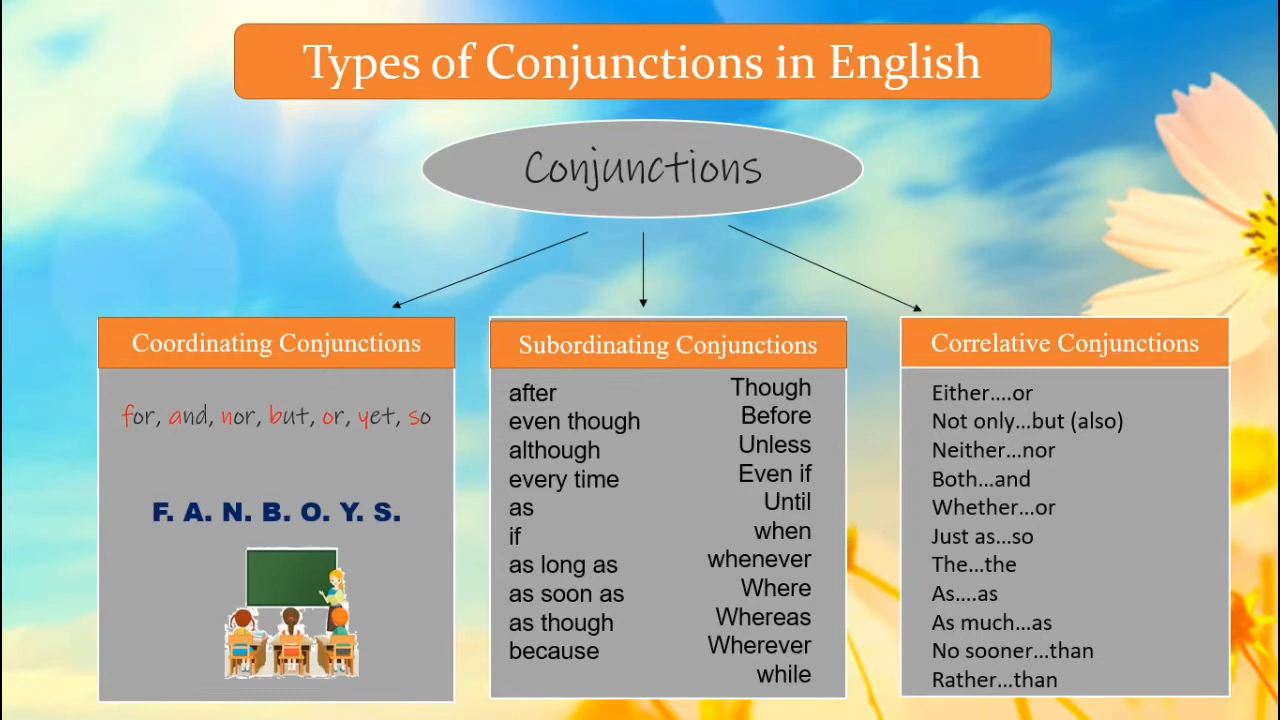 Types of Conjunctions in English
Conjunctions
Coordinating Conjunctions
for, and, nor, but, or, yet, so
F. A. N. B. O. Y. S.
Subordinating Conjunctions
after
even though
although
every time
as
if
as long as
as soon as
as though
because
Though
Before
Unless
Even if
Until
when
whenever
Where
Whereas
Wherever
while
Correlative Conjunctions
Either....or
Not only...but (also)
Neither...nor
Both...and
Whether...or
Just as...so
The...the
As....as
As much...as
No sooner...than
Rather...than